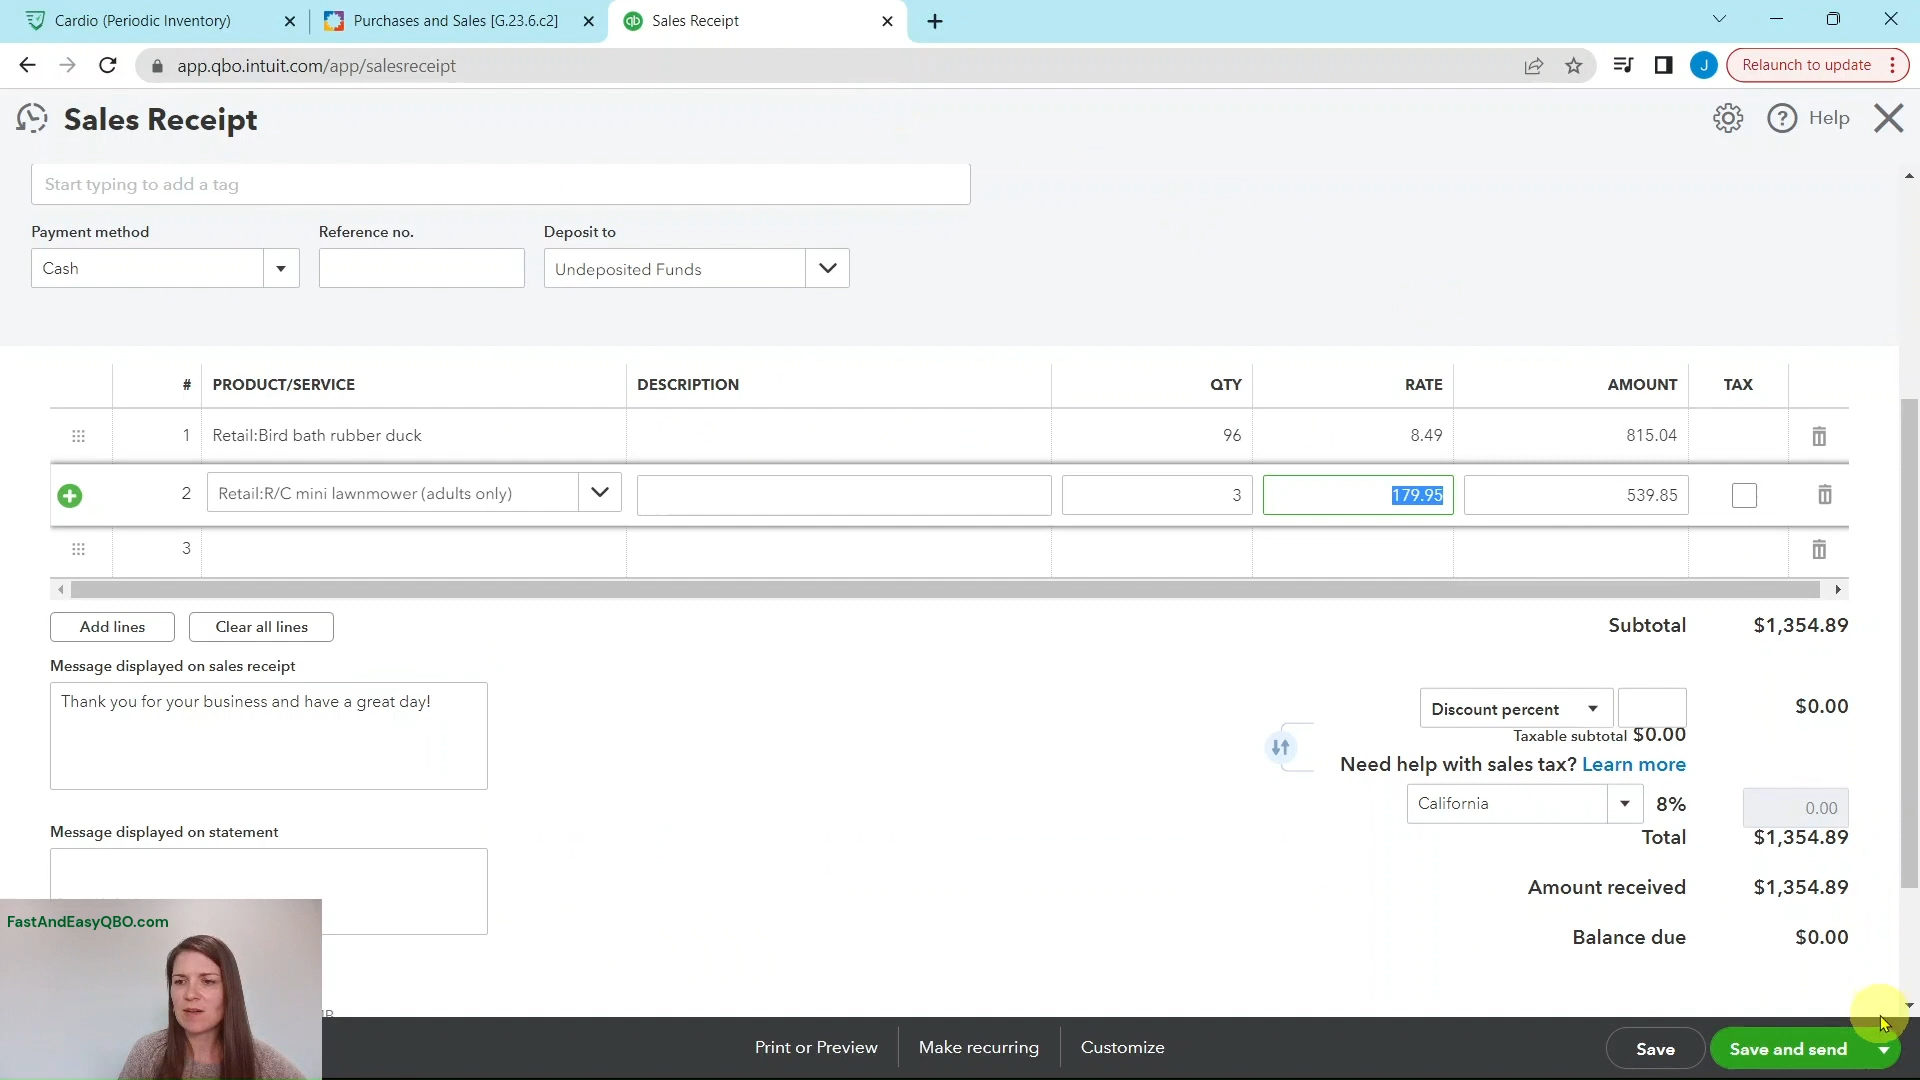 Cardio (Periodic Inventory)
Purchases and Sales [G.23.6.c2]
Sales Receipt
app.qbo.intuit.com/app/salesreceipt
J
Relaunch to update
Sales Receipt
Help
Start typing to add a tag
Payment method
Reference no.
Deposit to
Cash
Undeposited Funds
# PRODUCT/SERVICE DESCRIPTION QTY RATE AMOUNT TAX
1 Retail:Bird bath rubber duck 96 8.49 815.04
2 Retail:R/C mini lawnmower (adults only) 3 179.95 539.85
3
Add lines
Clear all lines
Subtotal $1,354.89
Message displayed on sales receipt
Thank you for your business and have a great day!
Discount percent $0.00
Taxable subtotal $0.00
Need help with sales tax? Learn more
California 8% 0.00
Message displayed on statement
Total $1,354.89
Amount received $1,354.89
Balance due $0.00
FastAndEasyQBO.com
Print or Preview
Make recurring
Customize
Save
Save and send